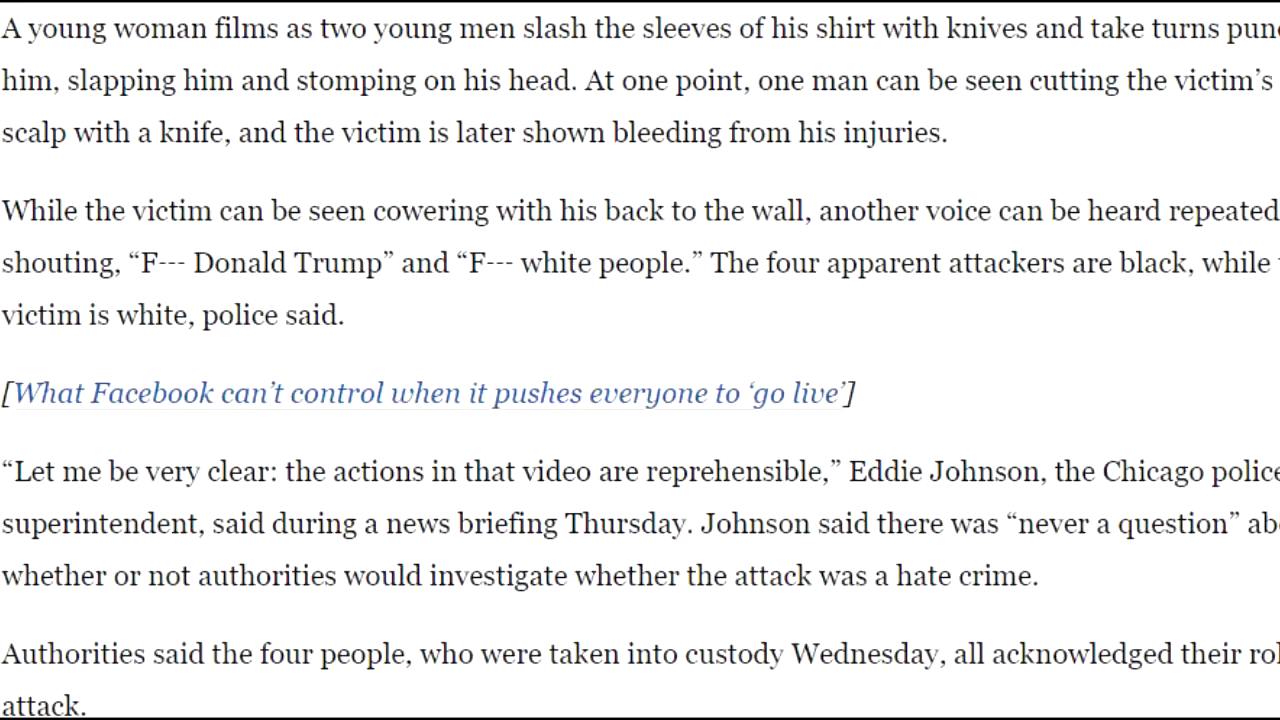 A young woman films as two young men slash the sleeves of his shirt with knives and take turns
him, slapping him and stomping on his head. At one point, one man can be seen cutting the victim’s
scalp with a knife, and the victim is later shown bleeding from his injuries.
While the victim can be seen cowering with his back to the wall, another voice can be heard
shouting, “F--- Donald Trump” and “F--- white people.” The four apparent attackers are black, while
victim is white, police said.
[What Facebook can’t control when it pushes everyone to ‘go live’]
“Let me be very clear: the actions in that video are reprehensible,” Eddie Johnson, the Chicago police
superintendent, said during a news briefing Thursday. Johnson said there was “never a question”
whether or not authorities would investigate whether the attack was a hate crime.
Authorities said the four people, who were taken into custody Wednesday, all acknowledged their
attack.